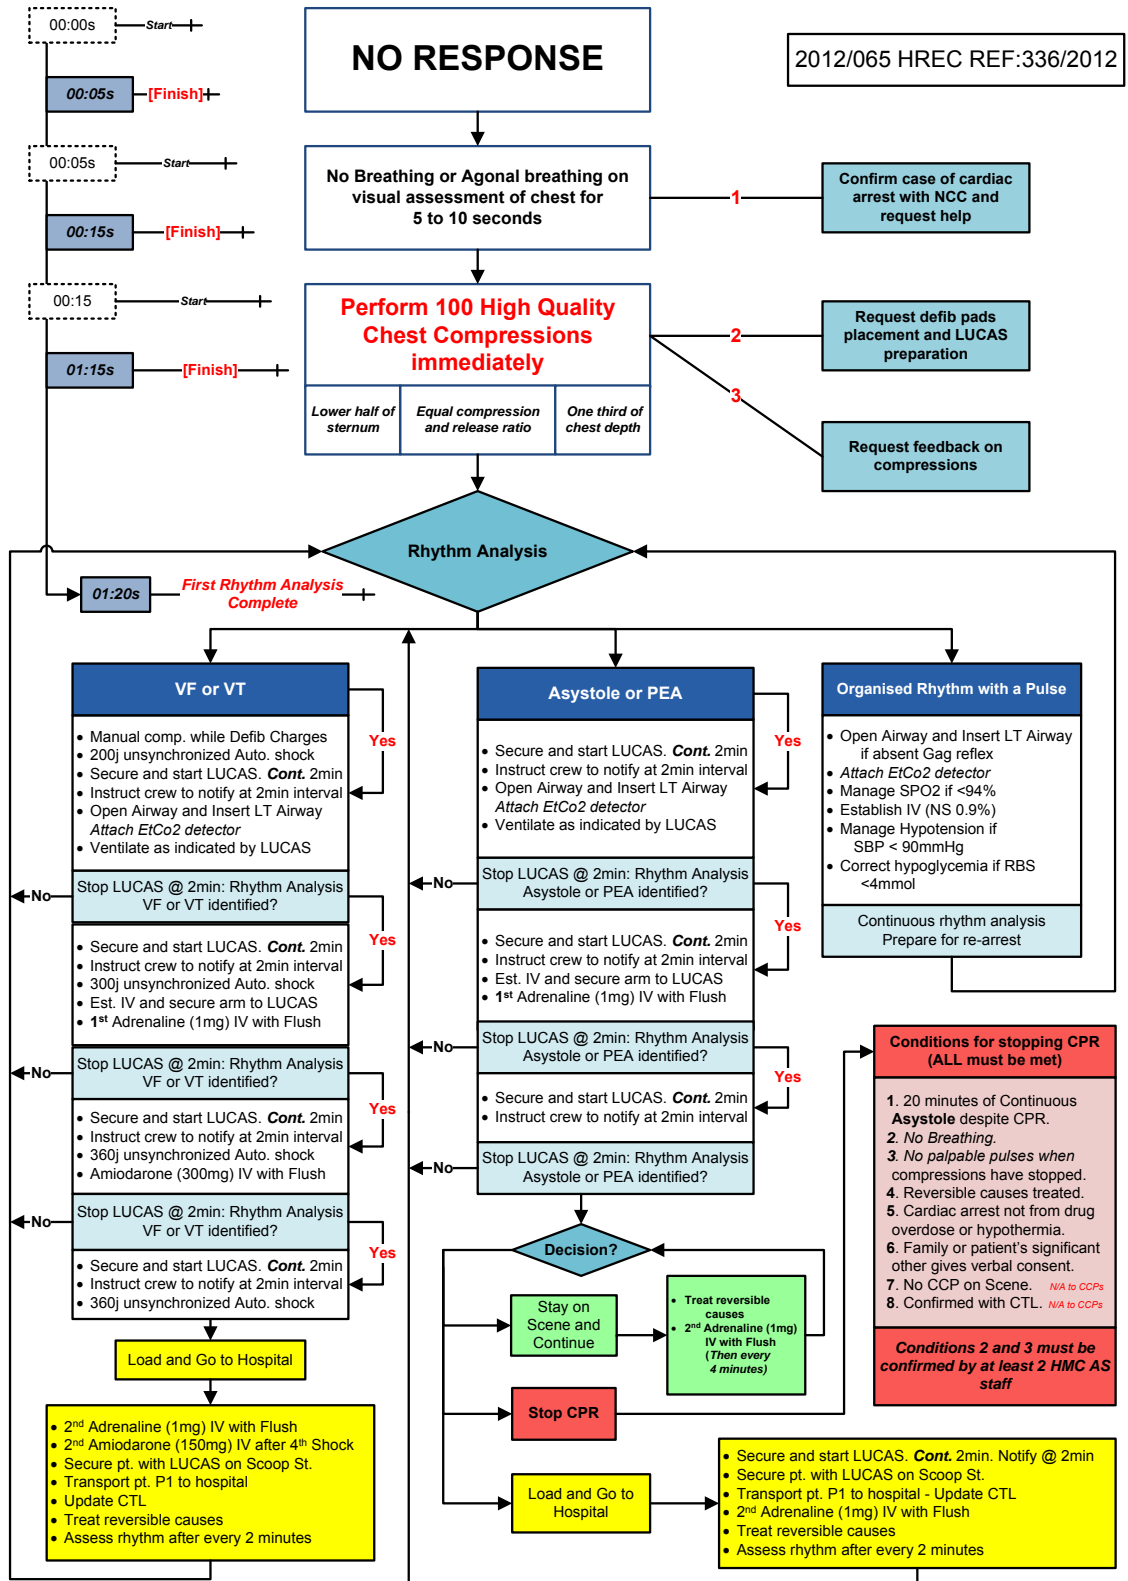 00:00s
Start
NO RESPONSE
2012/065 HREC REF:336/2012
00:05s
[Finish]
00:05s
Start
No Breathing or Agonal breathing on
visual assessment of chest for
5 to 10 seconds
1
Confirm case of cardiac
arrest with NCC and
request help
00:15s
[Finish]
00:15
Start
Perform 100 High Quality
Chest Compressions
immediately
2
Request defib pads
placement and LUCAS
preparation
01:15s
[Finish]
Lower half of
sternum
Equal compression
and release ratio
One third of
chest depth
3
Request feedback on
compressions
Rhythm Analysis
01:20s
First Rhythm Analysis
Complete
VF or VT
Yes
• Manual comp. while Defib Charges
• 200j unsynchronized Auto. shock
• Secure and start LUCAS. Cont. 2min
• Instruct crew to notify at 2min interval
• Open Airway and Insert LT Airway
Attach EtCo2 detector
• Ventilate as indicated by LUCAS
No
Stop LUCAS @ 2min: Rhythm Analysis
VF or VT identified?
Yes
• Secure and start LUCAS. Cont. 2min
• Instruct crew to notify at 2min interval
• 300j unsynchronized Auto. shock
• Est. IV and secure arm to LUCAS
• 1st Adrenaline (1mg) IV with Flush
No
Stop LUCAS @ 2min: Rhythm Analysis
VF or VT identified?
Yes
• Secure and start LUCAS. Cont. 2min
• Instruct crew to notify at 2min interval
• 360j unsynchronized Auto. shock
• Amiodarone (300mg) IV with Flush
No
Stop LUCAS @ 2min: Rhythm Analysis
VF or VT identified?
Yes
• Secure and start LUCAS. Cont. 2min
• Instruct crew to notify at 2min interval
• 360j unsynchronized Auto. shock
Load and Go to Hospital
• 2nd Adrenaline (1mg) IV with Flush
• 2nd Amiodarone (150mg) IV after 4th Shock
• Secure pt. with LUCAS on Scoop St.
• Transport pt. P1 to hospital
• Update CTL
• Treat reversible causes
• Assess rhythm after every 2 minutes
Asystole or PEA
Yes
• Secure and start LUCAS. Cont. 2min
• Instruct crew to notify at 2min interval
• Open Airway and Insert LT Airway
Attach EtCo2 detector
• Ventilate as indicated by LUCAS
No
Stop LUCAS @ 2min: Rhythm Analysis
Asystole or PEA identified?
Yes
• Secure and start LUCAS. Cont. 2min
• Instruct crew to notify at 2min interval
• Est. IV and secure arm to LUCAS
• 1st Adrenaline (1mg) IV with Flush
No
Stop LUCAS @ 2min: Rhythm Analysis
Asystole or PEA identified?
Yes
• Secure and start LUCAS. Cont. 2min
• Instruct crew to notify at 2min interval
No
Stop LUCAS @ 2min: Rhythm Analysis
Asystole or PEA identified?
Decision?
Stay on
Scene and
Continue
• Treat reversible
causes
• 2nd Adrenaline (1mg)
IV with Flush
(Then every
4 minutes)
Stop CPR
Load and Go to
Hospital
• Secure and start LUCAS. Cont. 2min. Notify @ 2min
• Secure pt. with LUCAS on Scoop St.
• Transport pt. P1 to hospital - Update CTL
• 2nd Adrenaline (1mg) IV with Flush
• Treat reversible causes
• Assess rhythm after every 2 minutes
Organised Rhythm with a Pulse
• Open Airway and Insert LT Airway
if absent Gag reflex
• Attach EtCo2 detector
• Manage SPO2 if <94%
• Establish IV (NS 0.9%)
• Manage Hypotension if
SBP < 90mmHg
• Correct hypoglycemia if RBS
<4mmol
Continuous rhythm analysis
Prepare for re-arrest
Conditions for stopping CPR
(ALL must be met)
1. 20 minutes of Continuous
Asystole despite CPR.
2. No Breathing.
3. No palpable pulses when
compressions have stopped.
4. Reversible causes treated.
5. Cardiac arrest not from drug
overdose or hypothermia.
6. Family or patient's significant
other gives verbal consent.
7. No CCP on Scene. N/A to CCPs
8. Confirmed with CTL. N/A to CCPs
Conditions 2 and 3 must be
confirmed by at least 2 HMC AS
staff